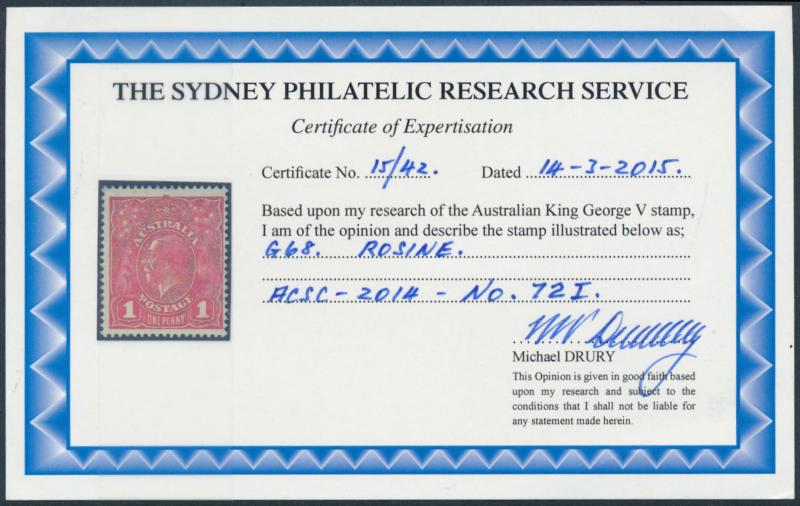 THE SYDNEY PHILATELIC RESEARCH SERVICE
Certificate of Expertisation
Certificate No. 15/42. Dated 14-3-2015.
Based upon my research of the Australian King George V stamp,
I am of the opinion and describe the stamp illustrated below as;
G68. ROSINE.
ACSC-2014-No. 72I.
Michael DRURY
This Opinion is given in good faith based
upon my research and subject to the
conditions that I shall not be liable for
any statement made herein.
AUSTRALIA
POSTAGE
1 ONE PENNY 1